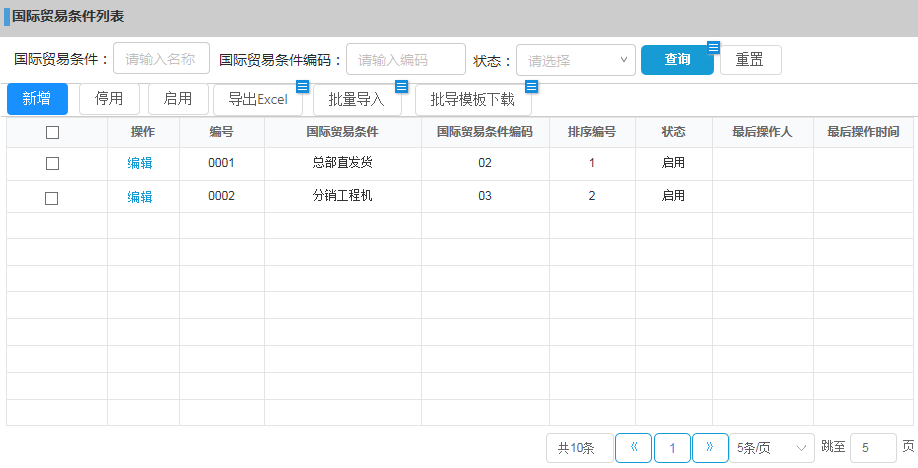 国际贸易条件列表
国际贸易条件： 请输入名称 国际贸易条件编码： 请输入编码 状态： 请选择 查询 重置
新增 停用 启用 导出Excel 批量导入 批导模板下载
操作 编号 国际贸易条件 国际贸易条件编码 排序编号 状态 最后操作人 最后操作时间
编辑 0001 总部直发货 02 1 启用
编辑 0002 分销工程机 03 2 启用
共10条 《 1 》 5条/页 跳至 5 页